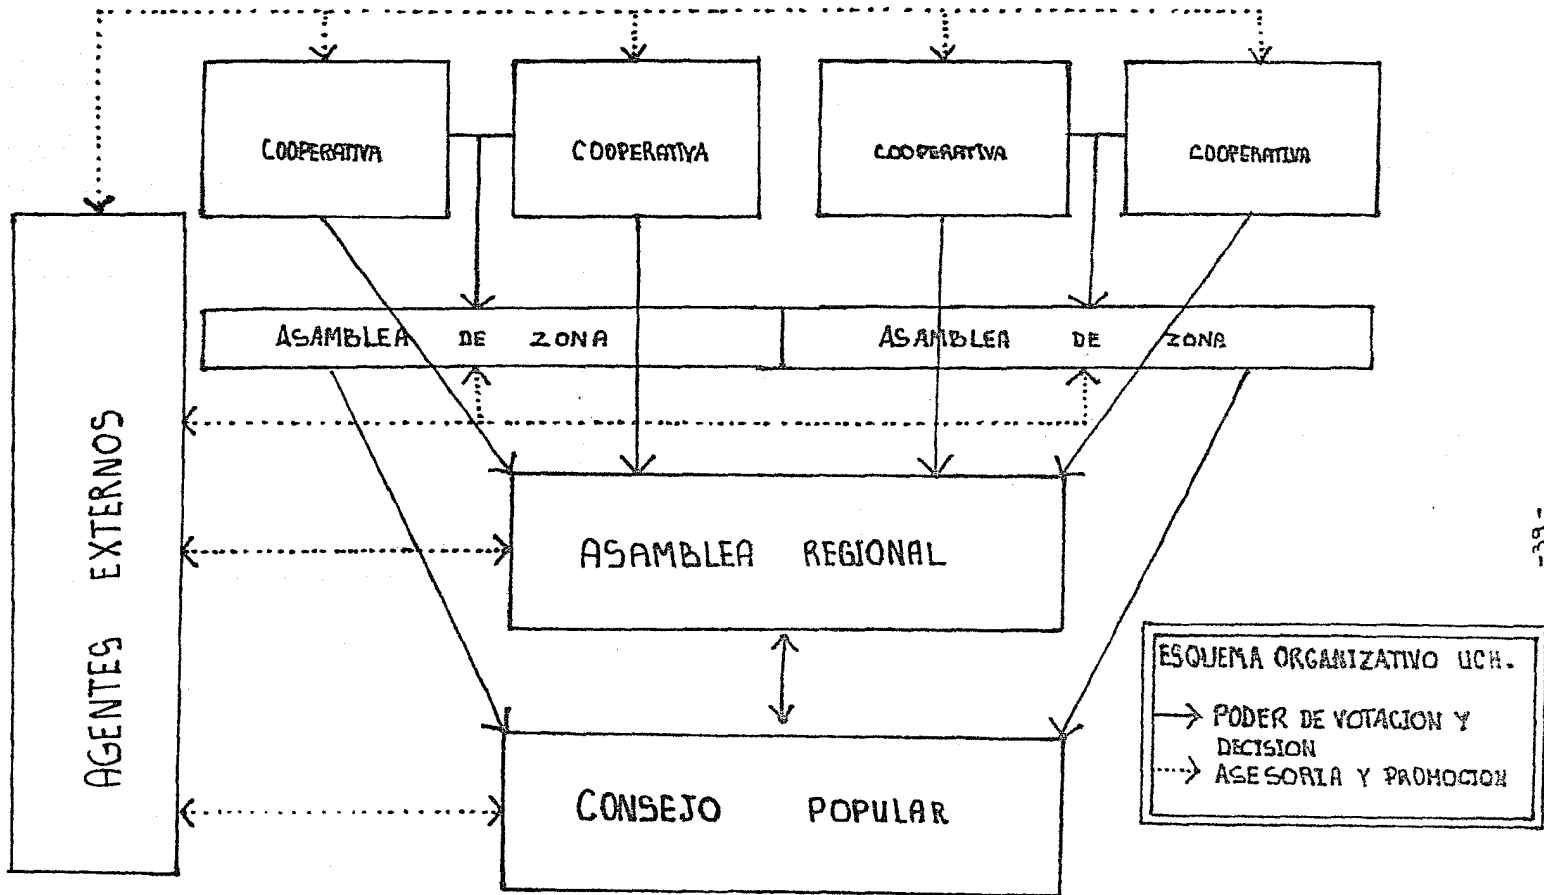 COOPERATIVA
COOPERATIVA
COOPERATIVA
COOPERATIVA
ASAMBLEA DE ZONA
ASAMBLEA DE ZONA
AGENTES EXTERNOS
ASAMBLEA REGIONAL
CONSEJO POPULAR
-39-
ESQUEMA ORGANIZATIVO UCH.
PODER DE VOTACION Y
DECISION
ASESORIA Y PROMOCION